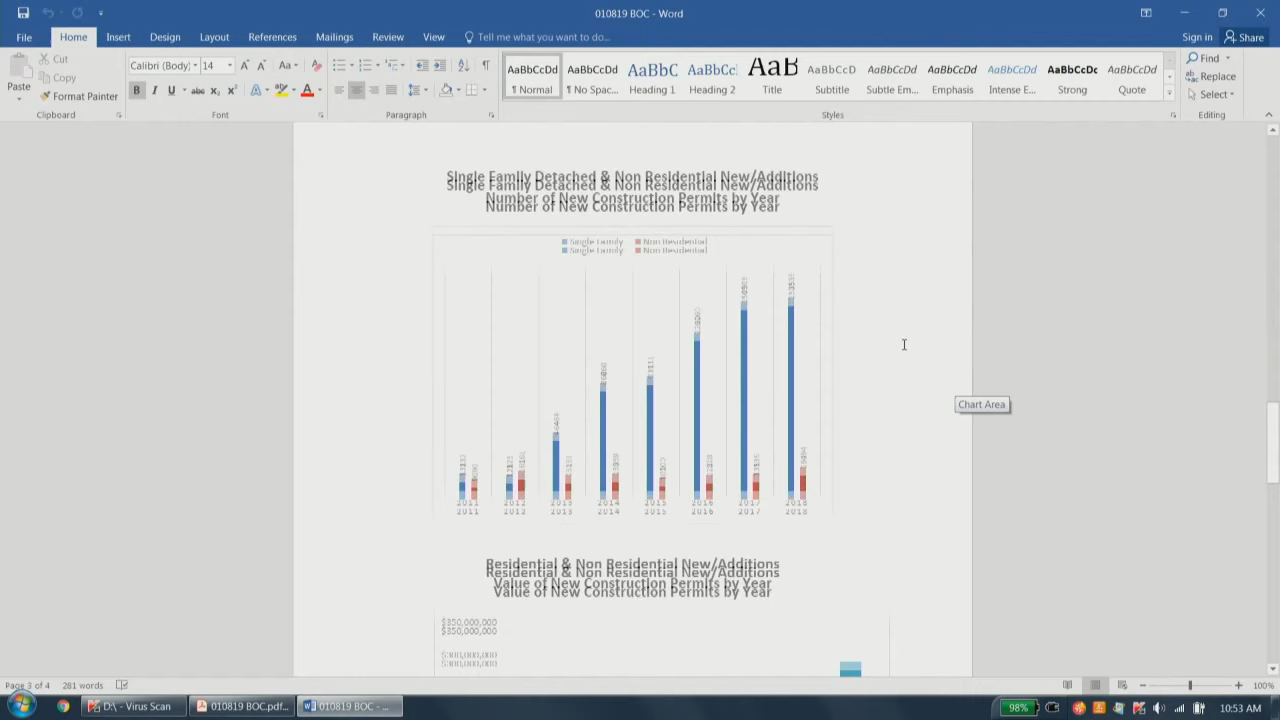 010819 BOC - Word
File Home Insert Design Layout References Mailings Review View Tell me what you want to do... Sign in Share
Paste Cut Copy Format Painter Clipboard
Calibri (Body) 14 Font
Paragraph
AaBbCcDd AaBbCcDd AaBbC AaBbCc AaB AaBbCcD AaBbCcDd AaBbCcDd AaBbCcDd AaBbCcDc AaBbCcDd
¶ Normal ¶ No Spac... Heading 1 Heading 2 Title Subtitle Subtle Em... Emphasis Intense E... Strong Quote
Styles
Find Replace Select Editing
Single Family Detached & Non Residential New/Additions
Number of New Construction Permits by Year
Single Family Non Residential
2011 2012 2013 2014 2015 2016 2017 2018
Chart Area
Residential & Non Residential New/Additions
Value of New Construction Permits by Year
$350,000,000
$300,000,000
Page 3 of 4 281 words 100%
D:\ - Virus Scan 010819 BOC.pdf... 010819 BOC - ... 98% 10:53 AM